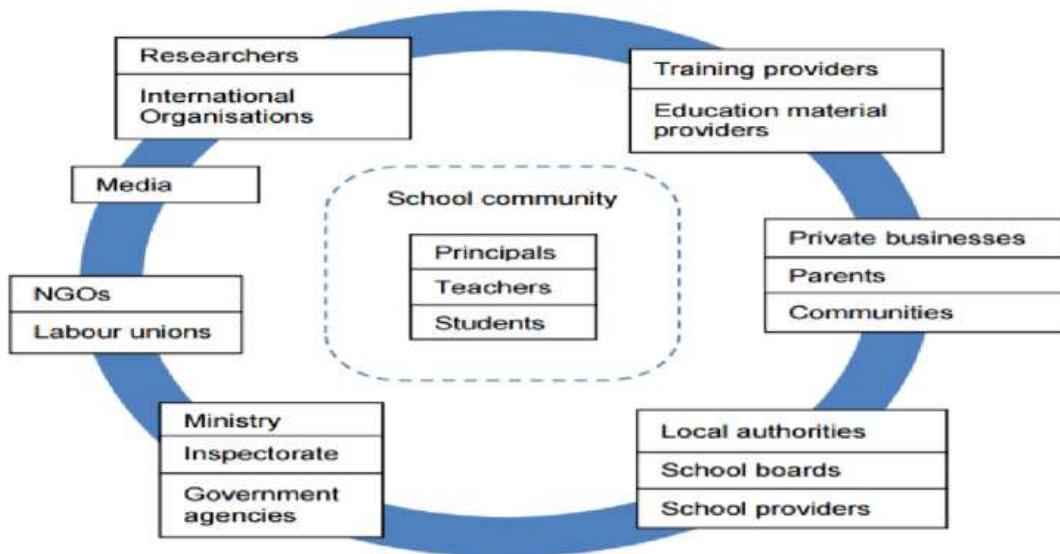 Researchers
International
Organisations
Training providers
Education material
providers
Media
School community
Principals
Teachers
Students
Private businesses
Parents
Communities
NGOs
Labour unions
Ministry
Inspectorate
Government
agencies
Local authorities
School boards
School providers